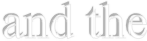 and the